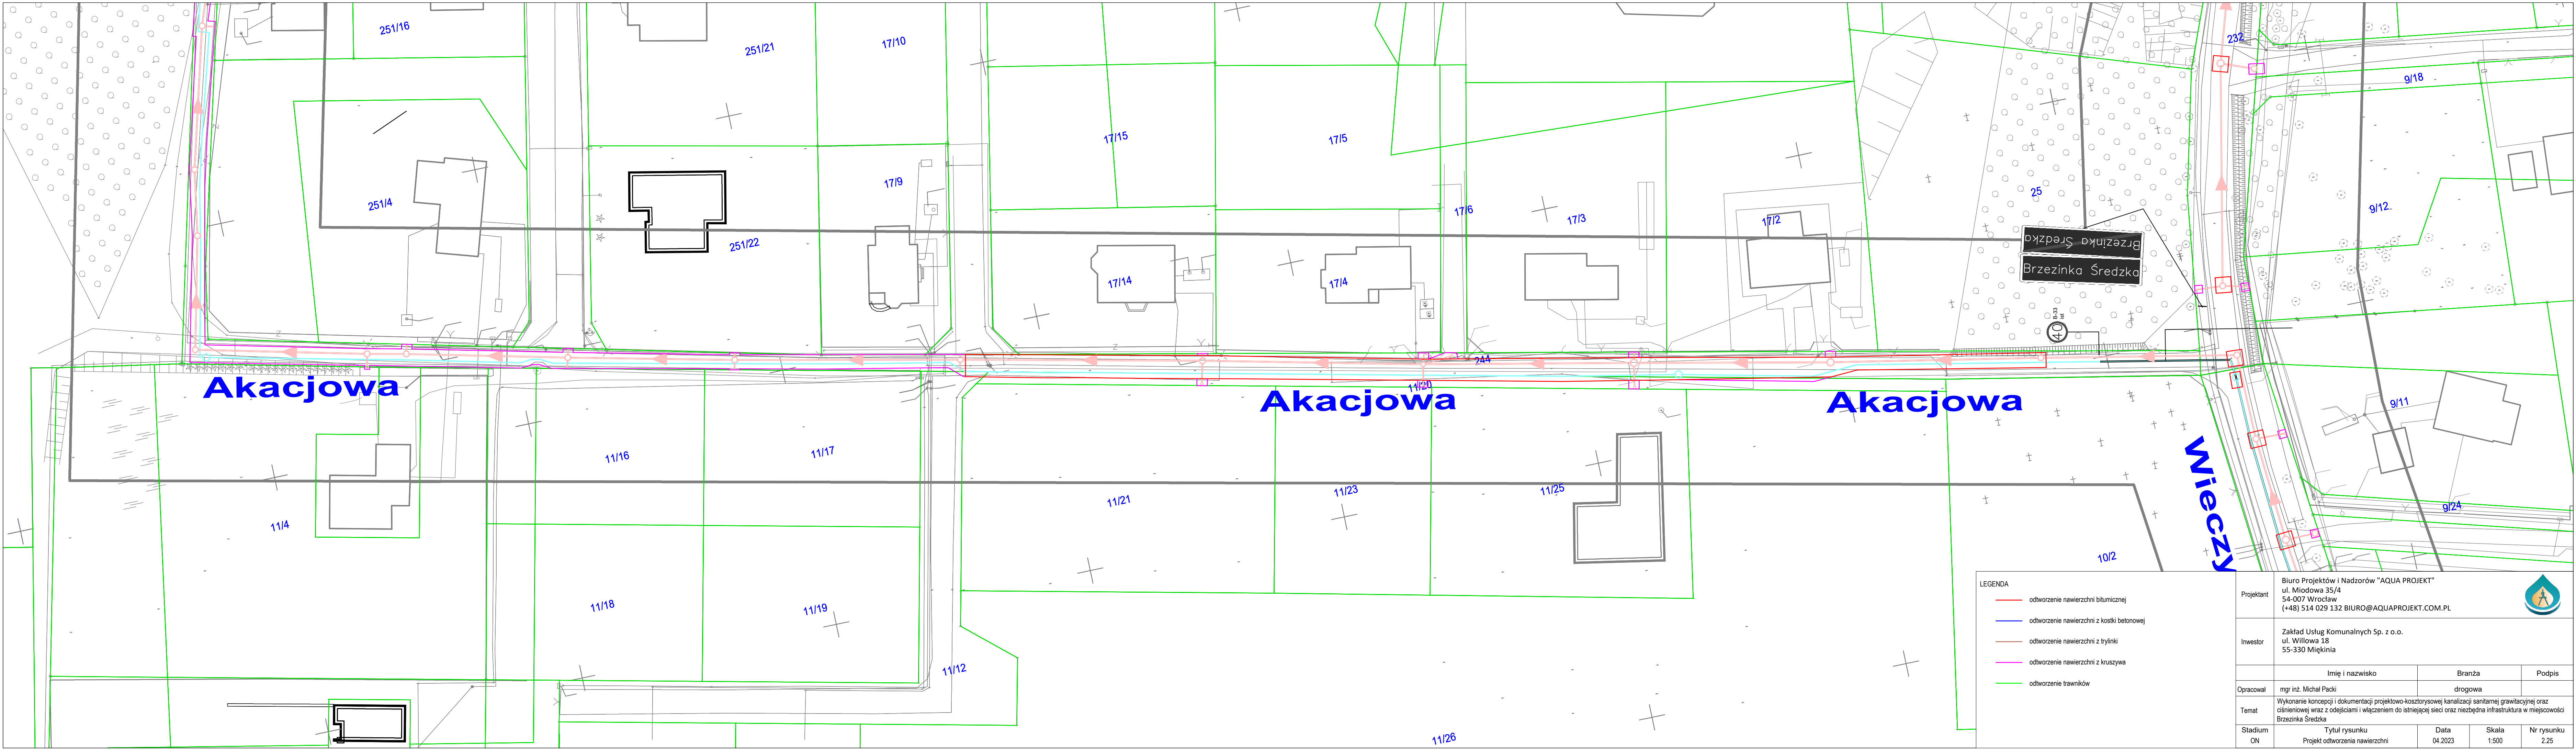 251/16
251/21
17/10
232
9/18
17/15
17/5
17/9
251/4
17/6
17/3
17/2
25
9/12.
251/22
Brzezinka Średzka
Brzezinka Średzka
17/14
17/4
40
B-33
ist
244
11/20
Akacjowa
Akacjowa
Akacjowa
9/11
Wieczy
11/16
11/17
11/21
11/23
11/25
11/4
9/24
10/2
11/18
11/19
11/12
11/26
LEGENDA
odtworzenie nawierzchni bitumicznej
odtworzenie nawierzchni z kostki betonowej
odtworzenie nawierzchni z trylinki
odtworzenie nawierzchni z kruszywa
odtworzenie trawników
Projektant
Biuro Projektów i Nadzorów "AQUA PROJEKT"
ul. Miodowa 35/4
54-007 Wrocław
(+48) 514 029 132 BIURO@AQUAPROJEKT.COM.PL
Inwestor
Zakład Usług Komunalnych Sp. z o.o.
ul. Willowa 18
55-330 Miękinia
Imię i nazwisko
Branża
Podpis
Opracował
mgr inż. Michał Packi
drogowa
Temat
Wykonanie koncepcji i dokumentacji projektowo-kosztorysowej kanalizacji sanitarnej grawitacyjnej oraz
ciśnieniowej wraz z odejściami i włączeniem do istniejącej sieci oraz niezbędna infrastruktura w miejscowości
Brzezinka Średzka
Stadium
Tytuł rysunku
Data
Skala
Nr rysunku
ON
Projekt odtworzenia nawierzchni
04.2023
1:500
2.25